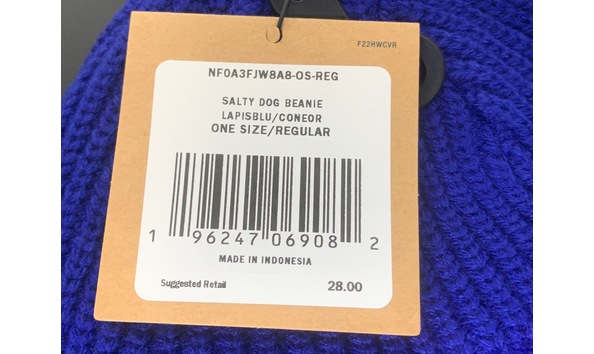 F22HWCVR
NF0A3FJW8A8-OS-REG
SALTY DOG BEANIE
LAPISBLU/CONEOR
ONE SIZE/REGULAR
1 96247 06908 2
MADE IN INDONESIA
Suggested Retail 28.00